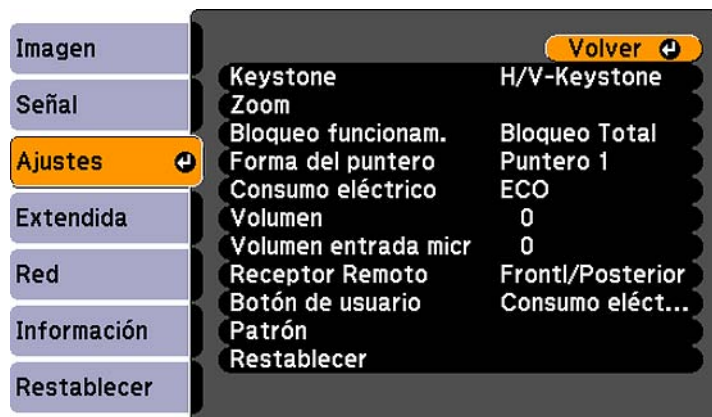 Imagen
Señal
Ajustes
Extendida
Red
Información
Restablecer
Volver
Keystone H/V-Keystone
Zoom
Bloqueo funcionam. Bloqueo Total
Forma del puntero Puntero 1
Consumo eléctrico ECO
Volumen 0
Volumen entrada micr 0
Receptor Remoto Frontl/Posterior
Botón de usuario Consumo eléct...
Patrón
Restablecer